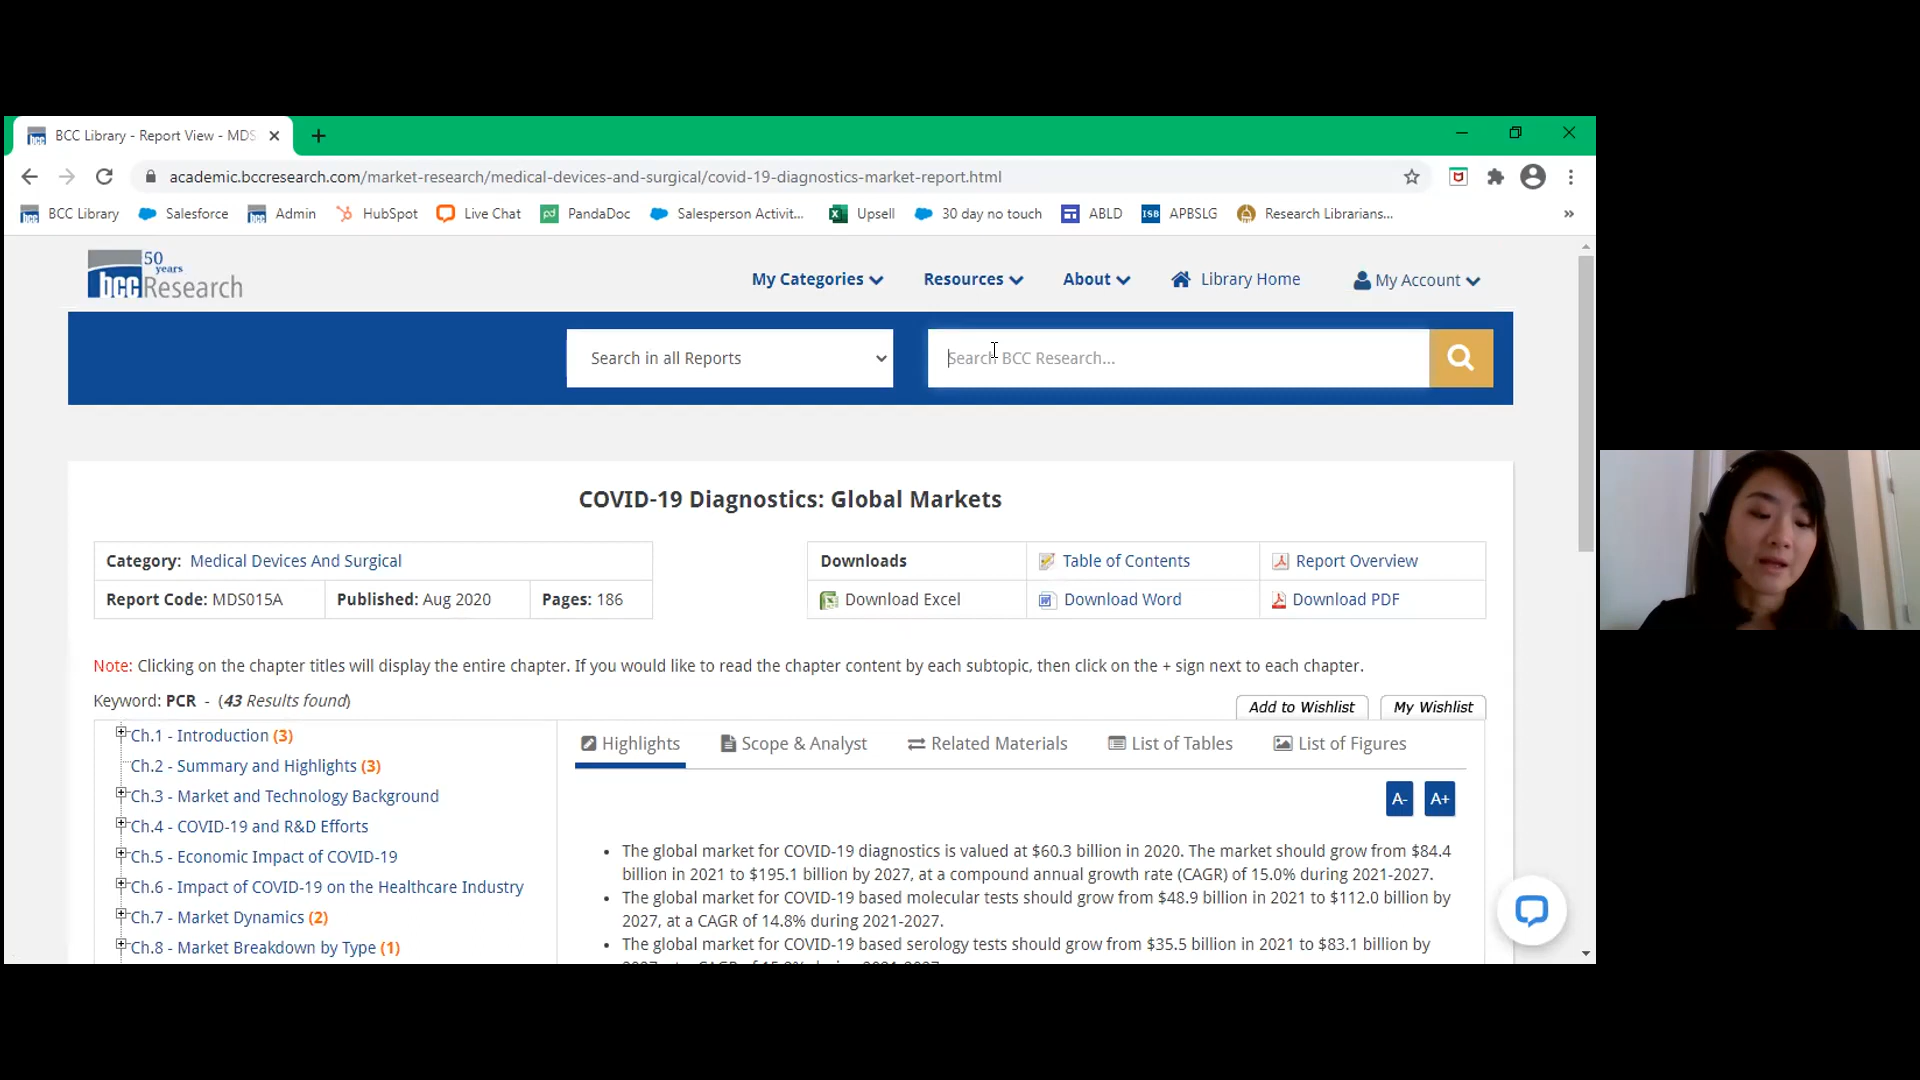 BCC Library - Report View - MDS
academic.bccresearch.com/market-research/medical-devices-and-surgical/covid-19-diagnostics-market-report.html
BCC Library
Salesforce
Admin
HubSpot
Live Chat
PandaDoc
Salesperson Activit...
Upsell
30 day no touch
ABLD
APBSLG
Research Librarians...
50 years
bcc Research
My Categories
Resources
About
Library Home
My Account
Search in all Reports
Search BCC Research...
COVID-19 Diagnostics: Global Markets
Category: Medical Devices And Surgical
Report Code: MDS015A
Published: Aug 2020
Pages: 186
Downloads
Table of Contents
Report Overview
Download Excel
Download Word
Download PDF
Note: Clicking on the chapter titles will display the entire chapter. If you would like to read the chapter content by each subtopic, then click on the + sign next to each chapter.
Keyword: PCR - (43 Results found)
Add to Wishlist
My Wishlist
Ch.1 - Introduction (3)
Ch.2 - Summary and Highlights (3)
Ch.3 - Market and Technology Background
Ch.4 - COVID-19 and R&D Efforts
Ch.5 - Economic Impact of COVID-19
Ch.6 - Impact of COVID-19 on the Healthcare Industry
Ch.7 - Market Dynamics (2)
Ch.8 - Market Breakdown by Type (1)
Highlights
Scope & Analyst
Related Materials
List of Tables
List of Figures
A-
A+
• The global market for COVID-19 diagnostics is valued at $60.3 billion in 2020. The market should grow from $84.4
billion in 2021 to $195.1 billion by 2027, at a compound annual growth rate (CAGR) of 15.0% during 2021-2027.
• The global market for COVID-19 based molecular tests should grow from $48.9 billion in 2021 to $112.0 billion by
2027, at a CAGR of 14.8% during 2021-2027.
• The global market for COVID-19 based serology tests should grow from $35.5 billion in 2021 to $83.1 billion by